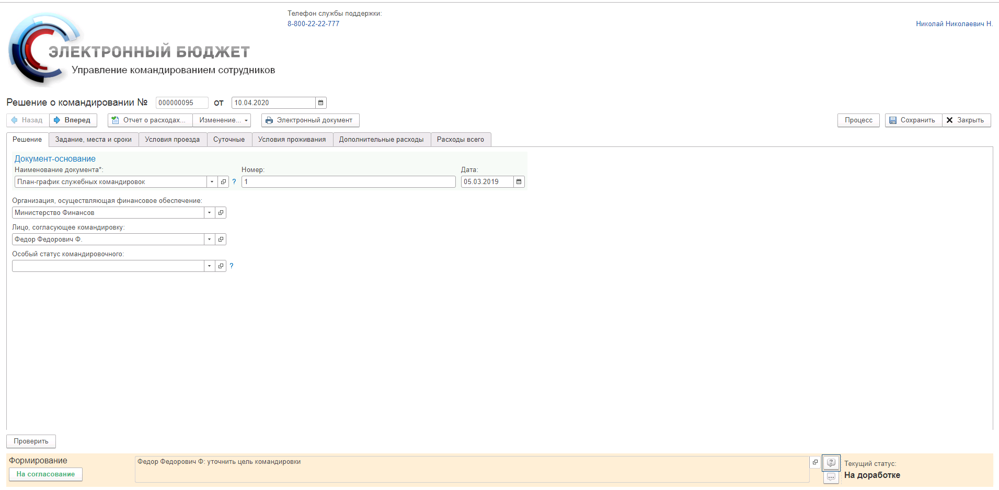 Телефон службы поддержки:
8-800-22-22-777
Николай Николаевич Н.
ЭЛЕКТРОННЫЙ БЮДЖЕТ
Управление командированием сотрудников
Решение о командировании № 000000095 от 10.04.2020
Назад Вперед Отчет о расходах... Изменение... Электронный документ Процесс Сохранить Закрыть
Решение Задание, места и сроки Условия проезда Суточные Условия проживания Дополнительные расходы Расходы всего
Документ-основание
Наименование документа*: Номер: Дата:
План-график служебных командировок ? 1 05.03.2019
Организация, осуществляющая финансовое обеспечение:
Министерство Финансов
Лицо, согласующее командировку:
Федор Федорович Ф.
Особый статус командировочного:
?
Проверить
Формирование
На согласование
Федор Федорович Ф: уточнить цель командировки
Текущий статус:
На доработке